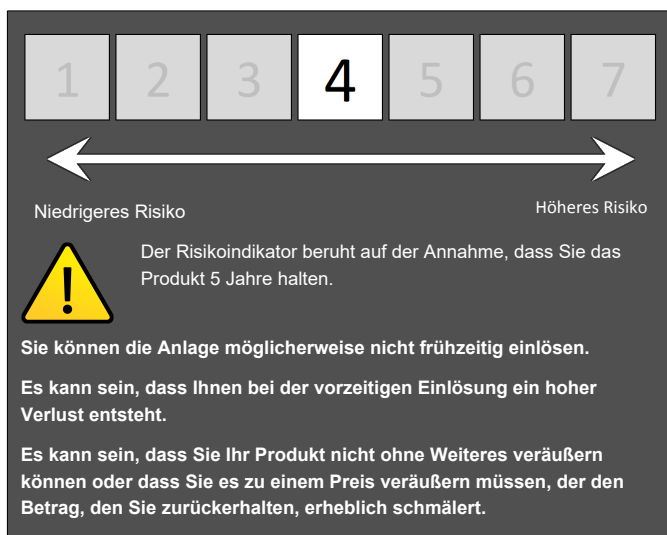 1 2 3 4 5 6 7
Niedrigeres Risiko Höheres Risiko
!
Der Risikoindikator beruht auf der Annahme, dass Sie das
Produkt 5 Jahre halten.
Sie können die Anlage möglicherweise nicht frühzeitig einlösen.
Es kann sein, dass Ihnen bei der vorzeitigen Einlösung ein hoher
Verlust entsteht.
Es kann sein, dass Sie Ihr Produkt nicht ohne Weiteres veräußern
können oder dass Sie es zu einem Preis veräußern müssen, der den
Betrag, den Sie zurückerhalten, erheblich schmälert.